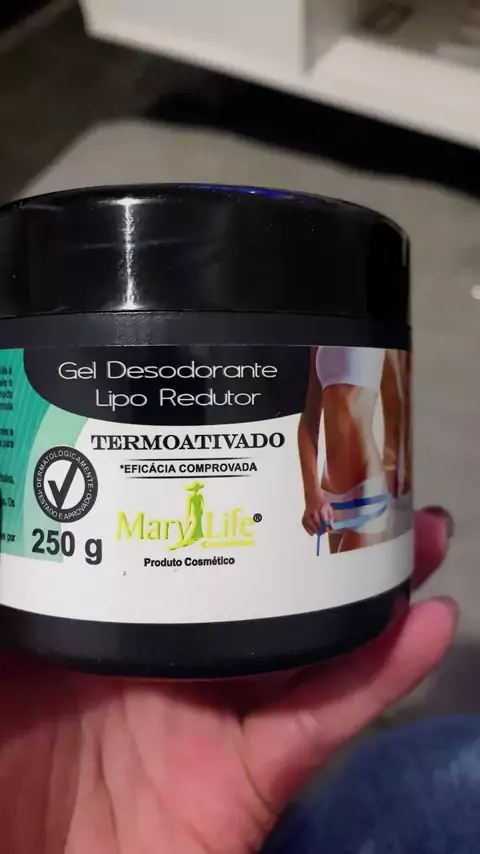 Gel Desodorante
Lipo Redutor
TERMOATIVADO
*EFICÁCIA COMPROVADA
DERMATOLOGICAMENTE
TESTADO E APROVADO
250 g
Mary Life®
Produto Cosmético